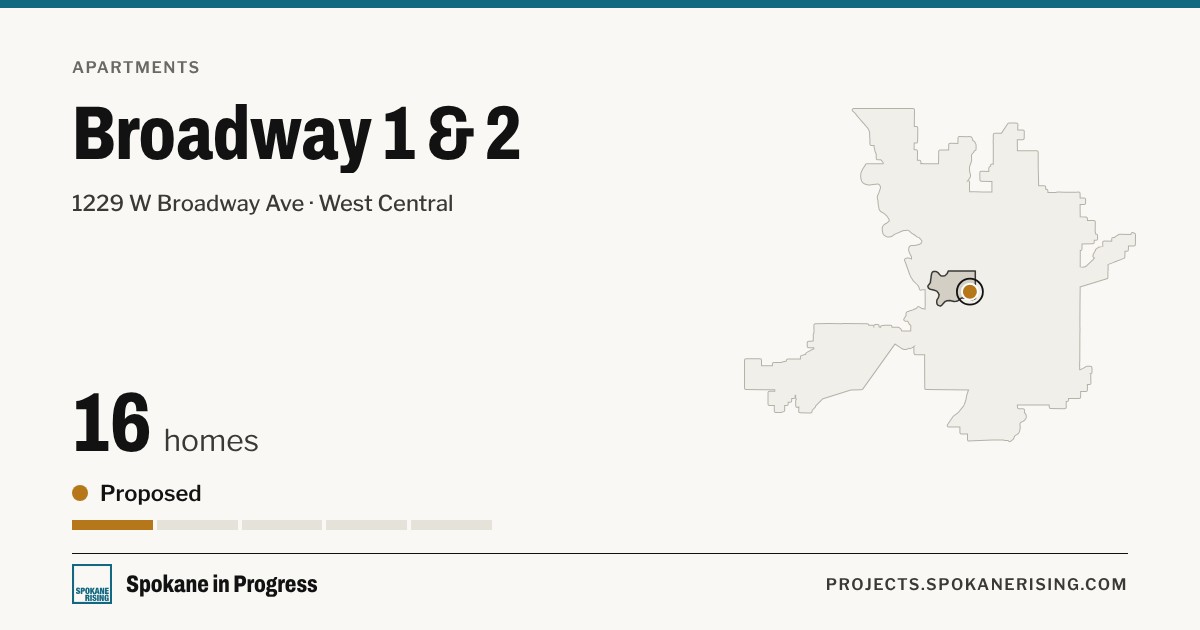 APARTMENTS
Broadway 1 & 2
1229 W Broadway Ave · West Central
16 homes
Proposed
SPOKANE
RISING
Spokane in Progress
PROJECTS.SPOKANERISING.COM